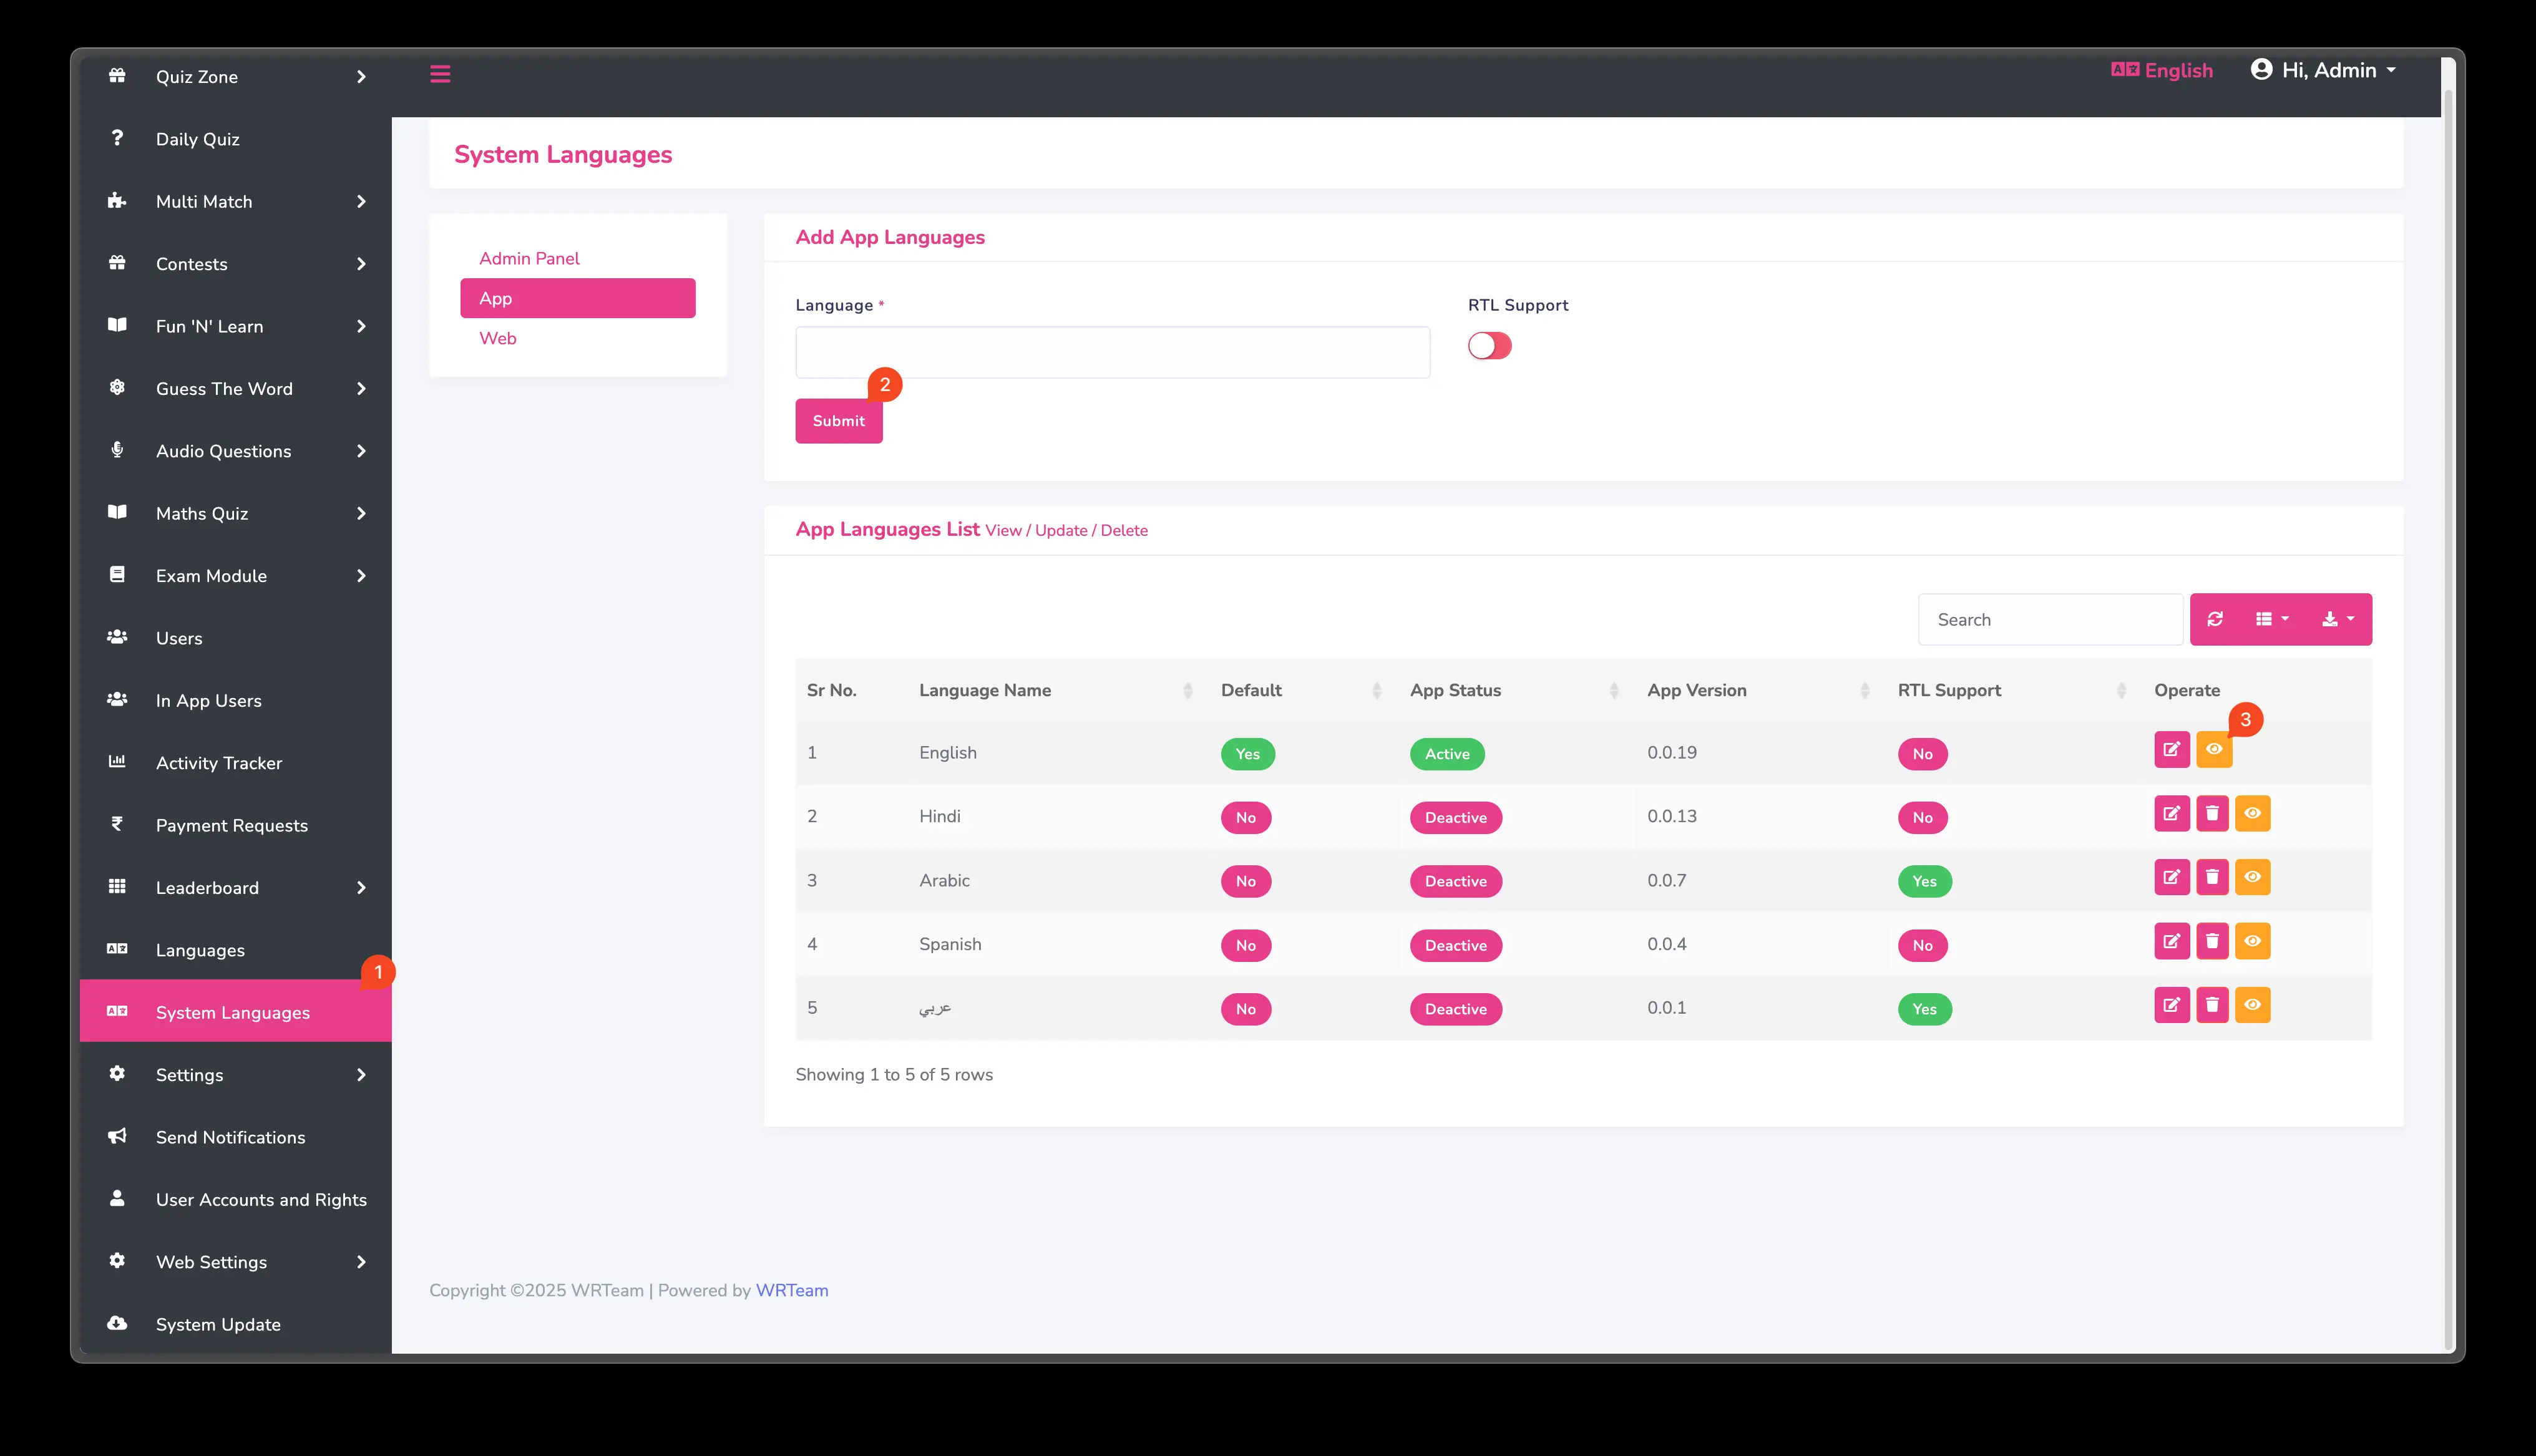 Quiz Zone
English
Hi, Admin
Daily Quiz
Multi Match
Contests
Fun 'N' Learn
Guess The Word
Audio Questions
Maths Quiz
Exam Module
Users
In App Users
Activity Tracker
Payment Requests
Leaderboard
Languages
1
System Languages
Settings
Send Notifications
User Accounts and Rights
Web Settings
System Update
System Languages
Admin Panel
App
Web
Add App Languages
Language *
RTL Support
2
Submit
App Languages List View / Update / Delete
Search
Sr No. Language Name Default App Status App Version RTL Support Operate
3
1 English Yes Active 0.0.19 No
2 Hindi No Deactive 0.0.13 No
3 Arabic No Deactive 0.0.7 Yes
4 Spanish No Deactive 0.0.4 No
5 عربي No Deactive 0.0.1 Yes
Showing 1 to 5 of 5 rows
Copyright ©2025 WRTeam | Powered by WRTeam